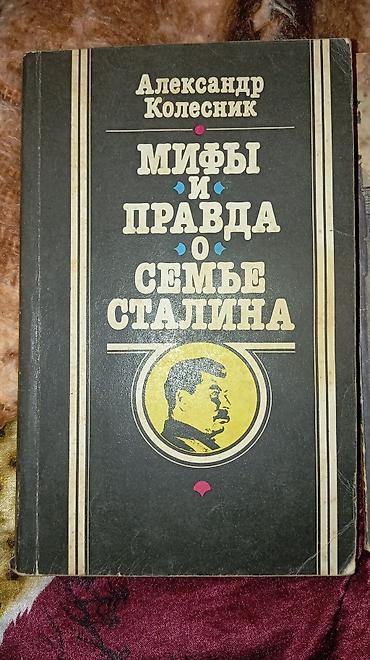 Александр
Колесник
МИФЫ
И
ПРАВДА
О
СЕМЬЕ
СТАЛИНА